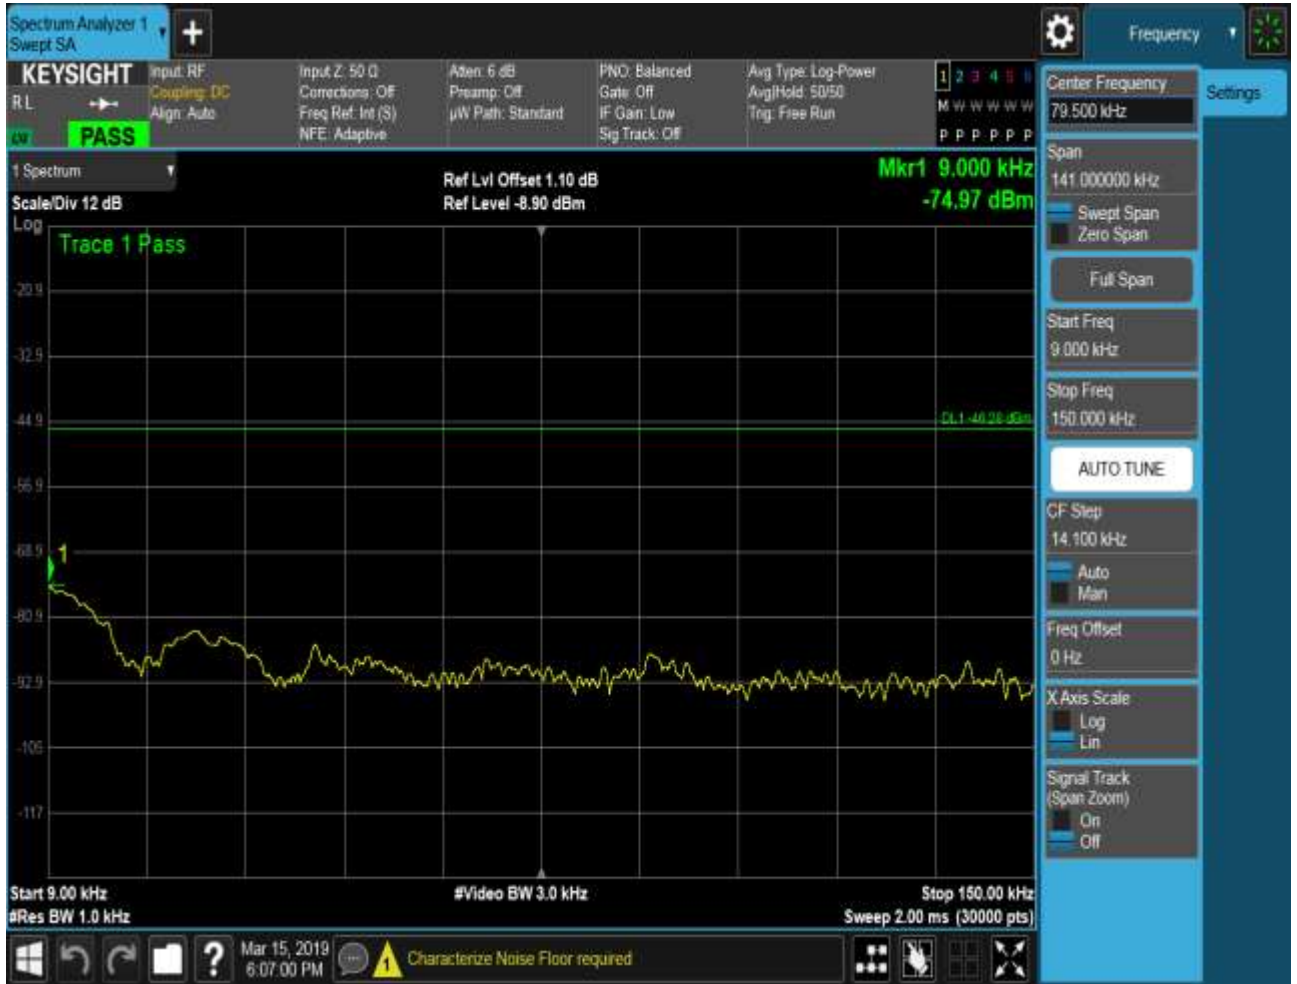 Spectrum Analyzer 1
Swept SA
+
Frequency
KEYSIGHT
R L
PASS
Input: RF
Coupling: DC
Align: Auto
Input Z: 50 Ω
Corrections: Off
Freq Ref: Int (S)
NFE: Adaptive
Atten: 6 dB
Preamp: Off
µW Path: Standard
PNO: Balanced
Gate: Off
IF Gain: Low
Sig Track: Off
Avg Type: Log-Power
Avg|Hold: 50/50
Trig: Free Run
1 2 3 4 5 6
M W W W W W
P P P P P P
Center Frequency
79.500 kHz
Settings
1 Spectrum
Scale/Div 12 dB
Ref Lvl Offset 1.10 dB
Ref Level -8.90 dBm
Mkr1 9.000 kHz
-74.97 dBm
Log
Trace 1 Pass
-20.9
-32.9
-44.9
-56.9
-68.9
-80.9
-92.9
-105
-117
DL1 -46.28 dBm
1
Start 9.00 kHz
#Video BW 3.0 kHz
Stop 150.00 kHz
#Res BW 1.0 kHz
Sweep 2.00 ms (30000 pts)
Span
141.000000 kHz
Swept Span
Zero Span
Full Span
Start Freq
9.000 kHz
Stop Freq
150.000 kHz
AUTO TUNE
CF Step
14.100 kHz
Auto
Man
Freq Offset
0 Hz
X Axis Scale
Log
Lin
Signal Track
(Span Zoom)
On
Off
?
Mar 15, 2019
6:07:00 PM
1
Characterize Noise Floor required